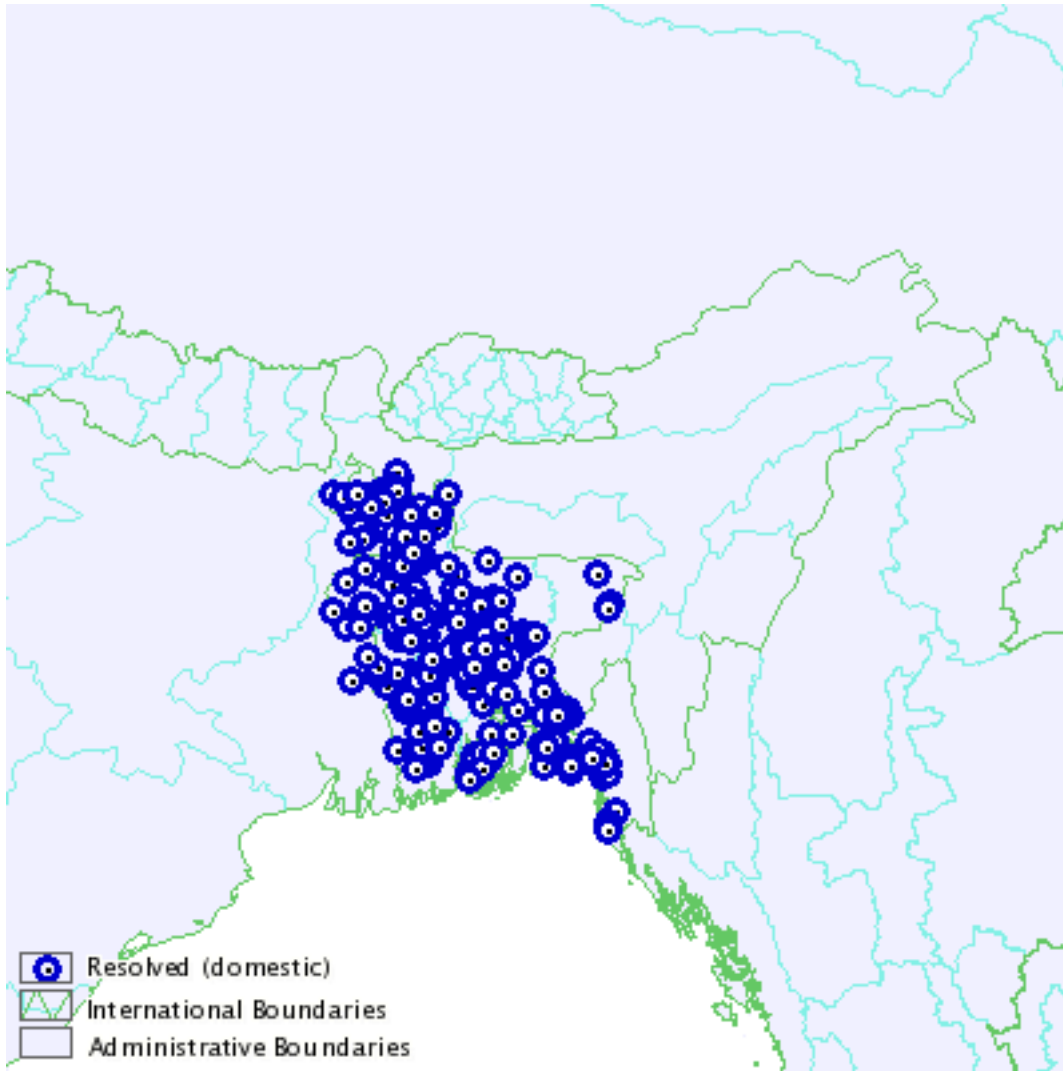 Resolved (domestic)
International Boundaries
Administrative Boundaries